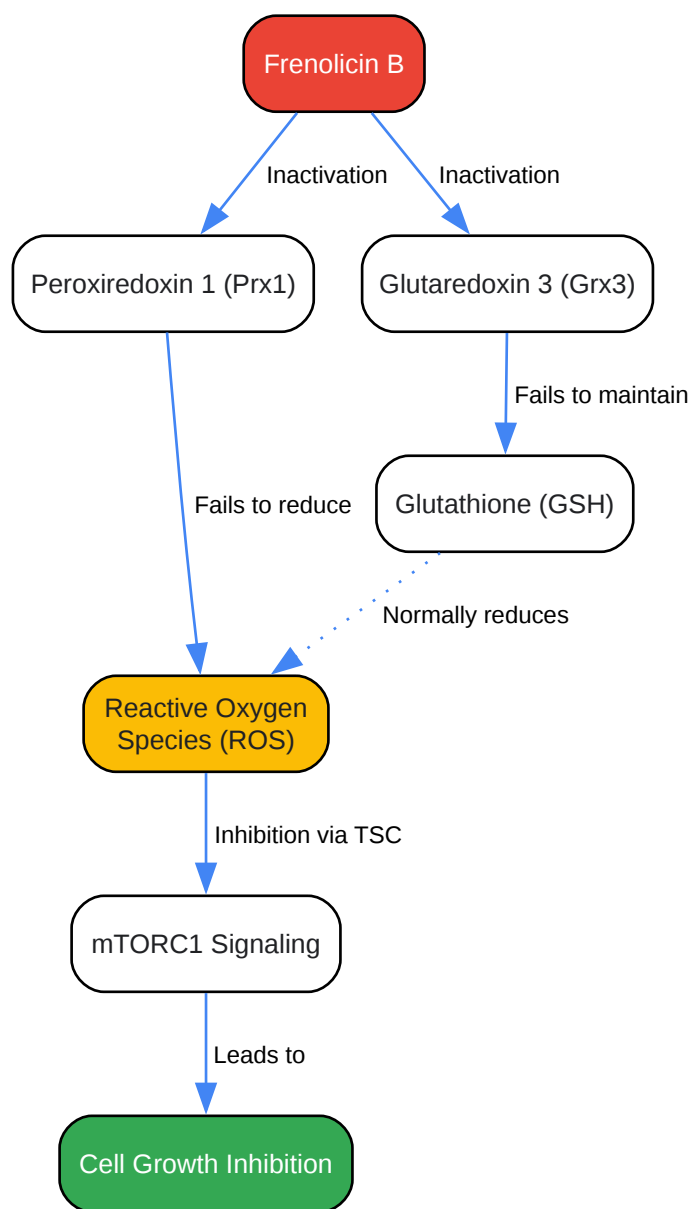 Frenolicin B
Inactivation
Inactivation
Peroxiredoxin 1 (Prx1)
Glutaredoxin 3 (Grx3)
Fails to maintain
Fails to reduce
Glutathione (GSH)
Normally reduces
Reactive Oxygen
Species (ROS)
Inhibition via TSC
mTORC1 Signaling
Leads to
Cell Growth Inhibition